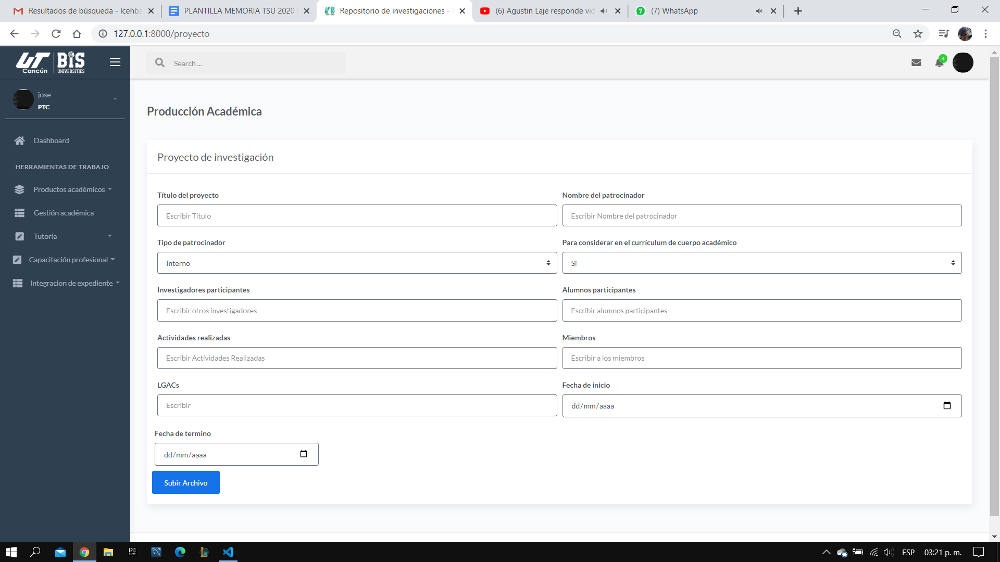 Resultados de búsqueda - Icehba
PLANTILLA MEMORIA TSU 2020
Repositorio de investigaciones -
(6) Agustin Laje responde vid
(7) WhatsApp
127.0.0.1:8000/proyecto
UT Cancún
BIS UNIVERSITIES
Search ...
4
jose
PTC
Dashboard
HERRAMIENTAS DE TRABAJO
Productos académicos
Gestión académica
Tutoría
Capacitación profesional
Integracion de expediente
Producción Académica
Proyecto de investigación
Título del proyecto
Escribir Titulo
Nombre del patrocinador
Escribir Nombre del patrocinador
Tipo de patrocinador
Interno
Para considerar en el currículum de cuerpo académico
Si
Investigadores participantes
Escribir otros investigadores
Alumnos participantes
Escribir alumnos participantes
Actividades realizadas
Escribir Actividades Realizadas
Miembros
Escribir a los miembros
LGACs
Escribir
Fecha de inicio
dd/mm/aaaa
Fecha de termino
dd/mm/aaaa
Subir Archivo
EPIC GAMES
ESP
03:21 p. m.